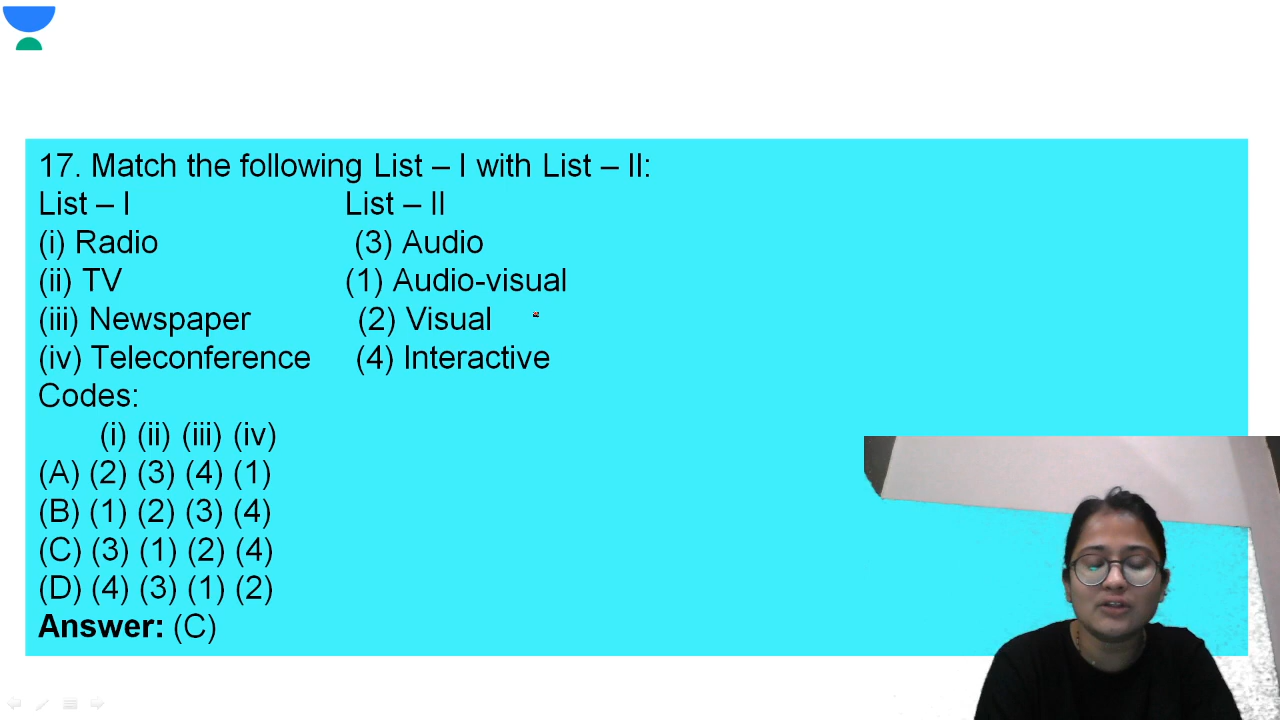 17. Match the following List – I with List – II:
List – I List – II
(i) Radio (3) Audio
(ii) TV (1) Audio-visual
(iii) Newspaper (2) Visual
(iv) Teleconference (4) Interactive
Codes:
(i) (ii) (iii) (iv)
(A) (2) (3) (4) (1)
(B) (1) (2) (3) (4)
(C) (3) (1) (2) (4)
(D) (4) (3) (1) (2)
Answer: (C)